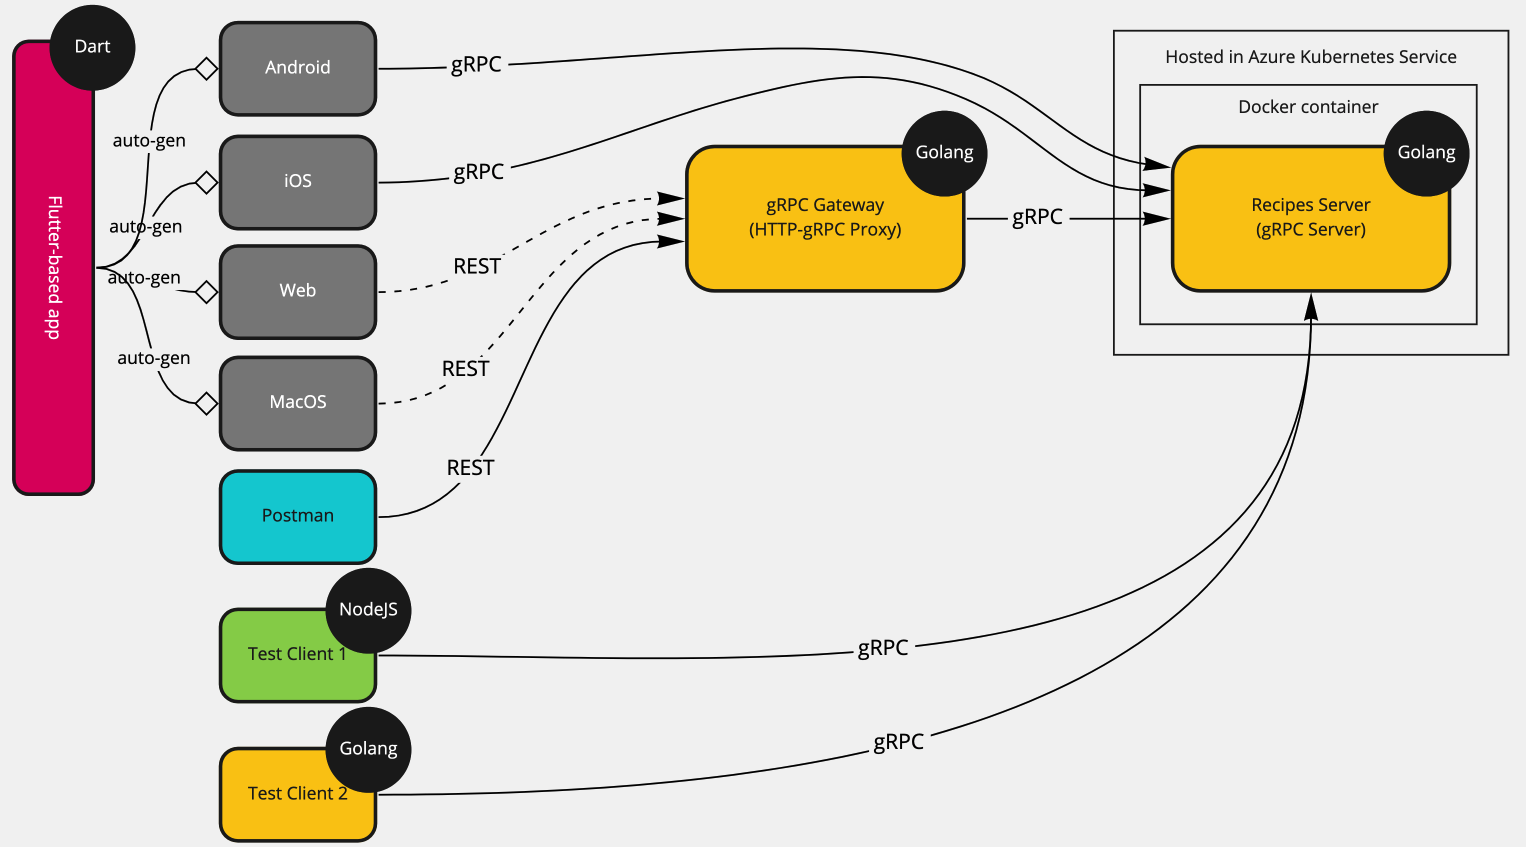 Dart
Flutter-based app
auto-gen
auto-gen
auto-gen
auto-gen
Android
iOS
Web
MacOS
Postman
NodeJS
Test Client 1
Golang
Test Client 2
gRPC
gRPC
REST
REST
REST
Golang
gRPC Gateway
(HTTP-gRPC Proxy)
gRPC
Hosted in Azure Kubernetes Service
Docker container
Golang
Recipes Server
(gRPC Server)
gRPC
gRPC